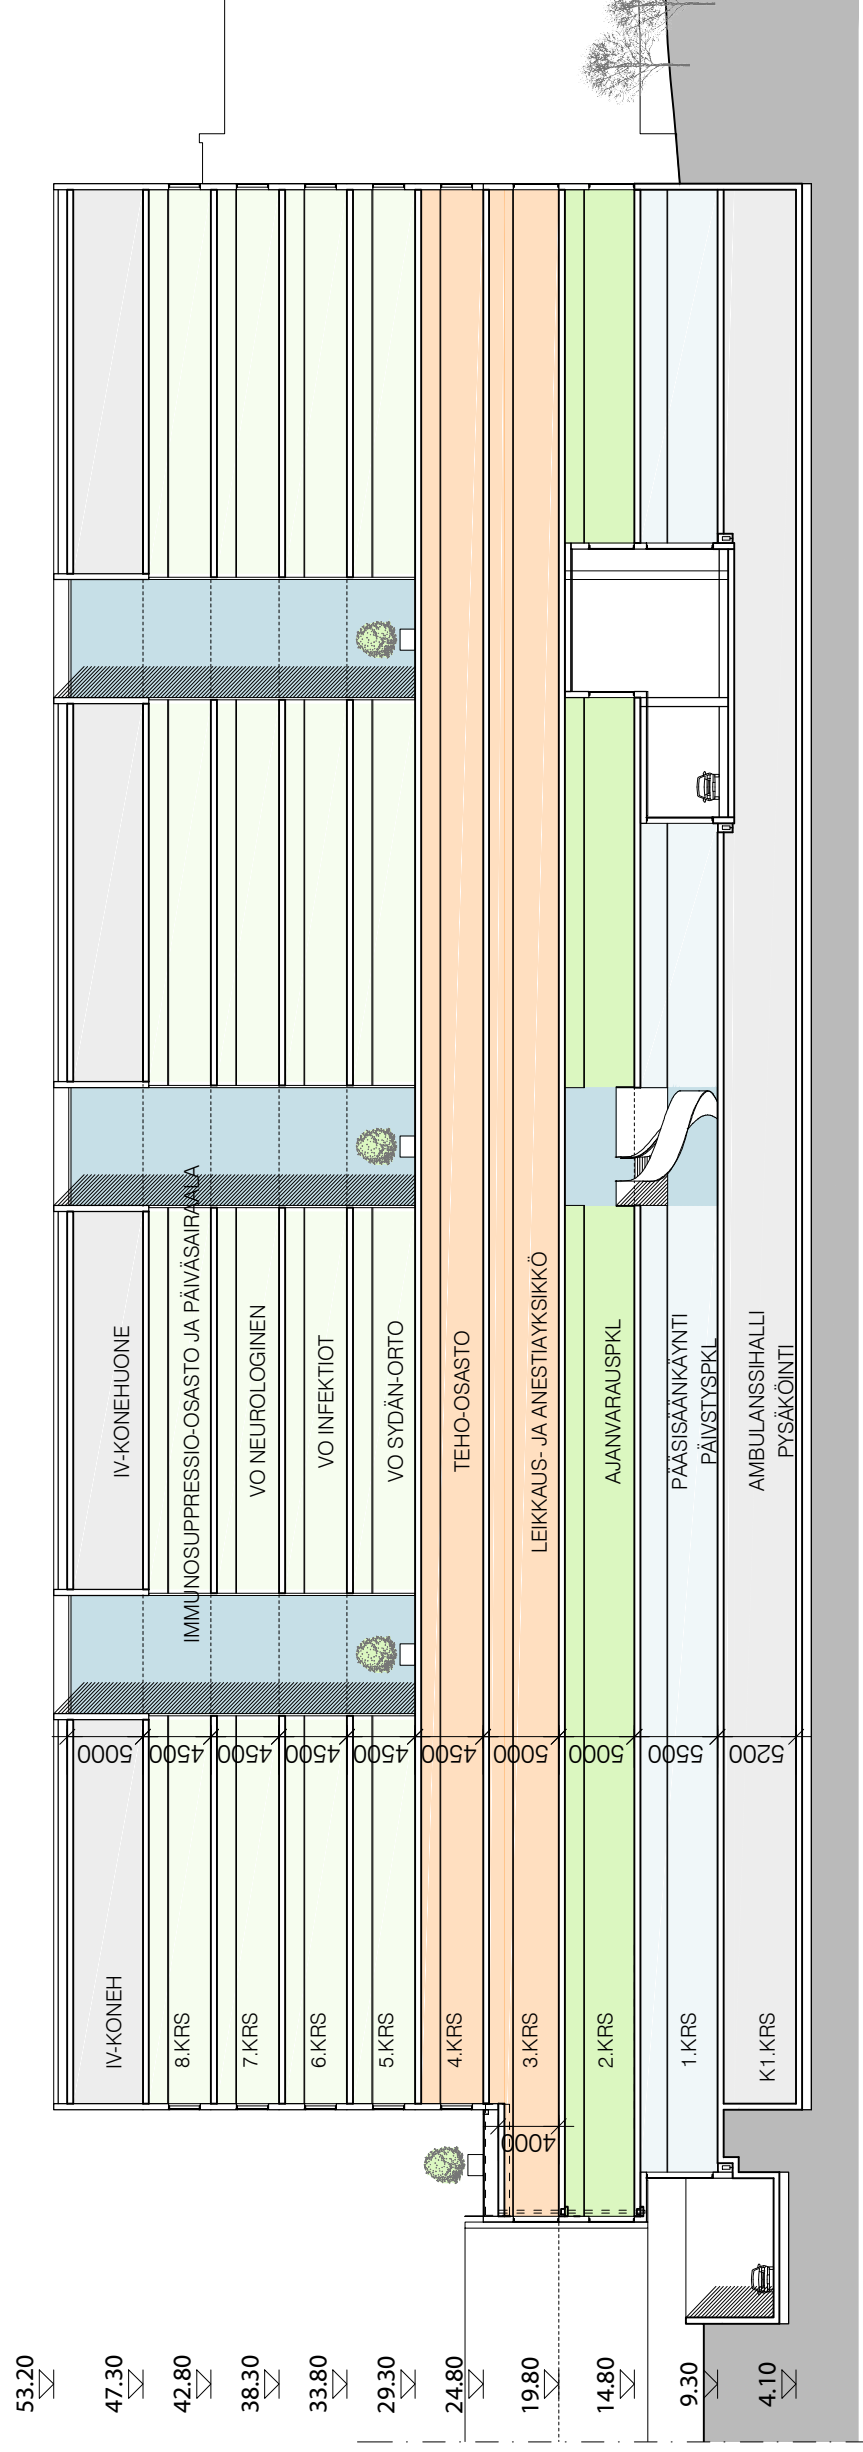 53.20
47.30
42.80
38.30
33.80
29.30
24.80
19.80
14.80
9.30
4.10
IV-KONEH
8.KRS
7.KRS
6.KRS
5.KRS
4.KRS
3.KRS
2.KRS
1.KRS
K1.KRS
4000
5000
4500
4500
4500
4500
4500
5000
5000
5500
5200
IV-KONEHUONE
IMMUNOSUPPRESSIO-OSASTO JA PÄIVÄSAIRAALA
VO NEUROLOGINEN
VO INFEKTIOT
VO SYDÄN-ORTO
TEHO-OSASTO
LEIKKAUS- JA ANESTIAYKSIKKÖ
AJANVARAUSPKL
PÄÄSISÄÄNKÄYNTI
PÄIVSTYSPKL
AMBULANSSIHALLI
PYSÄKÖINTI